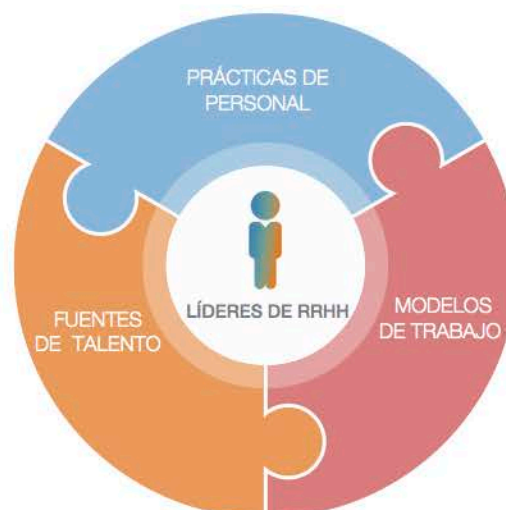 PRÁCTICAS DE
PERSONAL
LÍDERES DE RRHH
FUENTES
DE TALENTO
MODELOS
DE TRABAJO